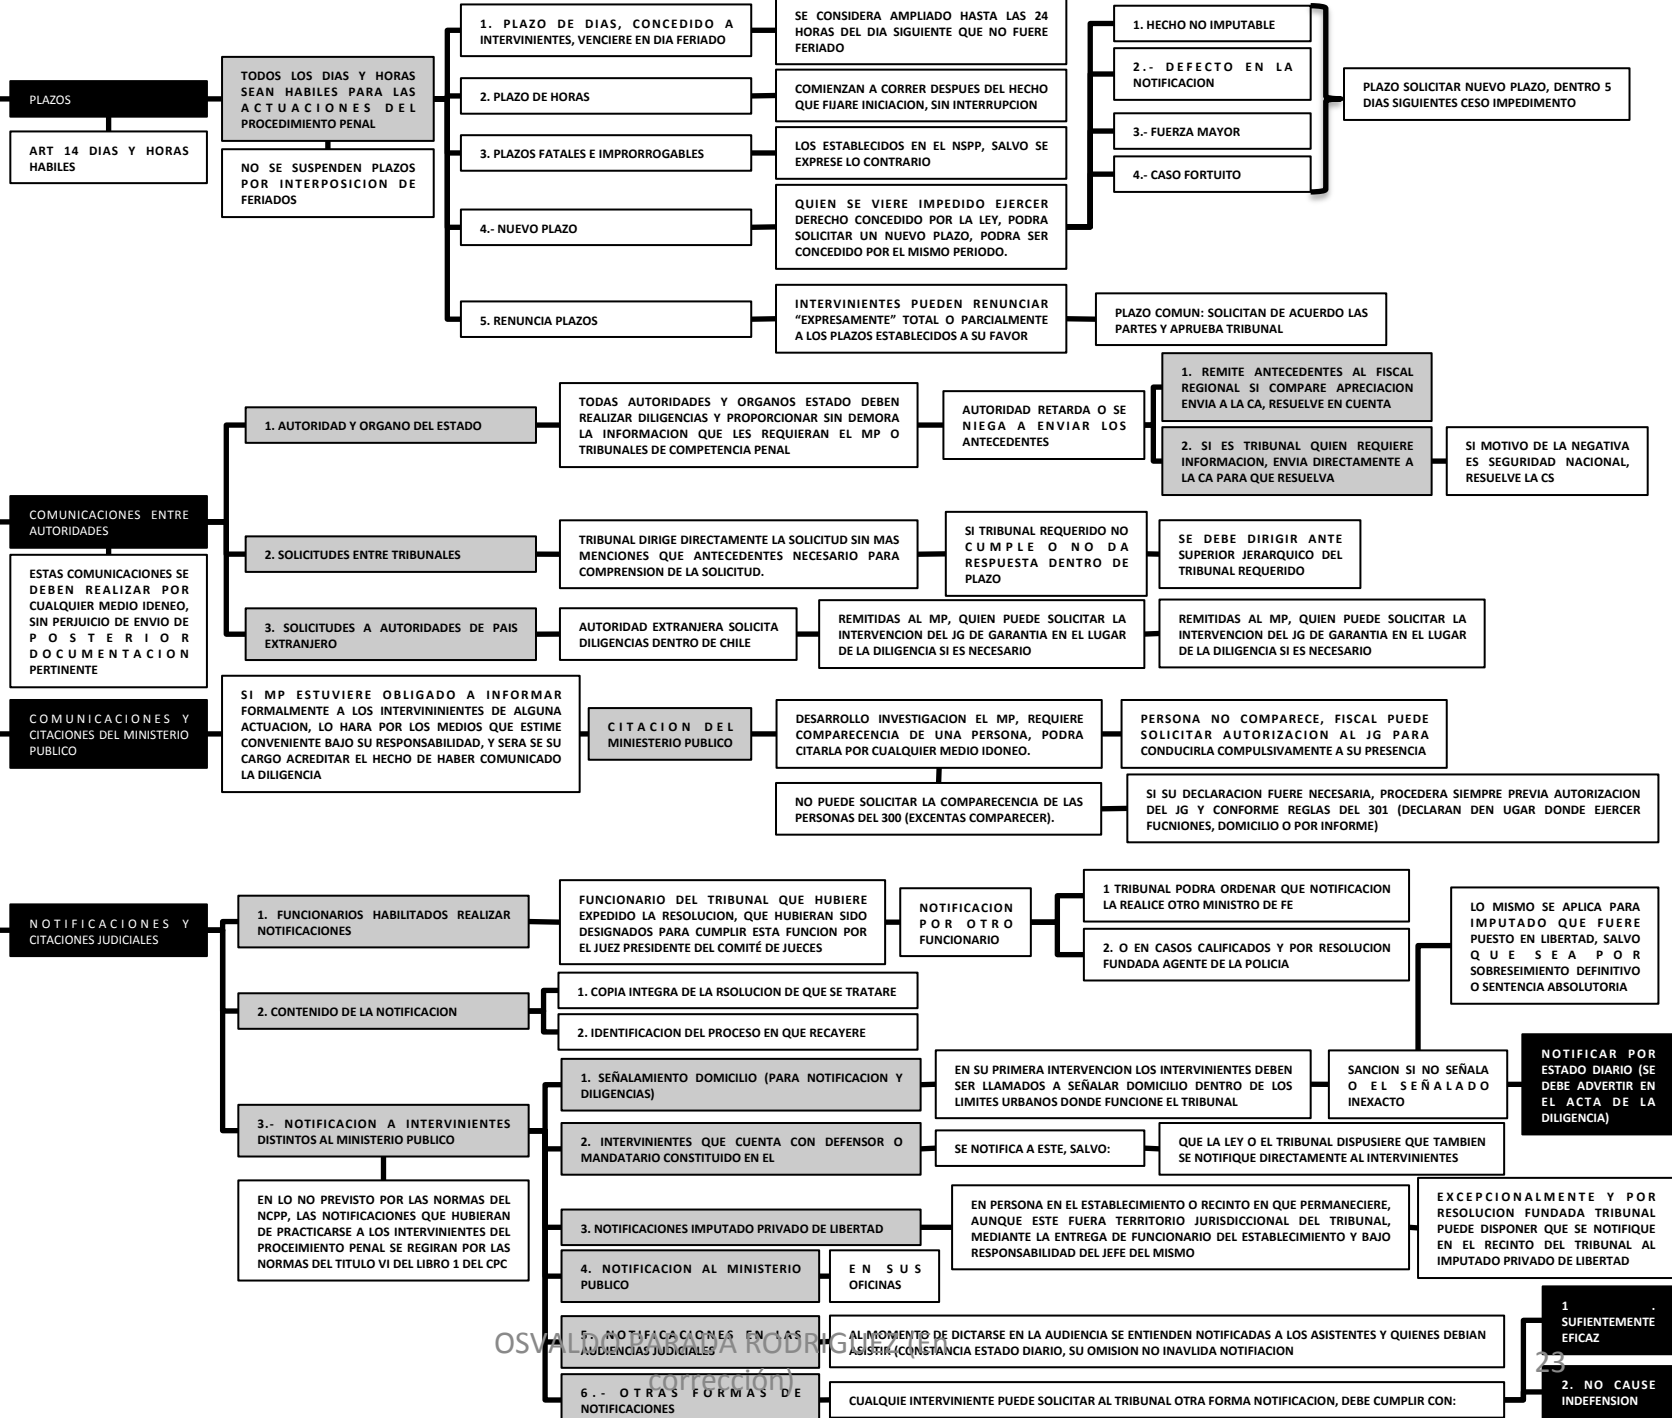 PLAZOS
ART 14 DIAS Y HORAS
HABILES
TODOS LOS DIAS Y HORAS
SEAN HABILES PARA LAS
ACTUACIONES DEL
PROCEDIMIENTO PENAL
NO SE SUSPENDEN PLAZOS
POR INTERPOSICION DE
FERIADOS
1. PLAZO DE DIAS, CONCEDIDO A
INTERVINIENTES, VENCIERE EN DIA FERIADO
SE CONSIDERA AMPLIADO HASTA LAS 24
HORAS DEL DIA SIGUIENTE QUE NO FUERE
FERIADO
2. PLAZO DE HORAS
COMIENZAN A CORRER DESPUES DEL HECHO
QUE FIJARE INICIACION, SIN INTERRUPCION
3. PLAZOS FATALES E IMPRORROGABLES
LOS ESTABLECIDOS EN EL NSPP, SALVO SE
EXPRESE LO CONTRARIO
4.- NUEVO PLAZO
QUIEN SE VIERE IMPEDIDO EJERCER
DERECHO CONCEDIDO POR LA LEY, PODRA
SOLICITAR UN NUEVO PLAZO, PODRA SER
CONCEDIDO POR EL MISMO PERIODO.
1. HECHO NO IMPUTABLE
2.- DEFECTO EN LA
NOTIFICACION
3.- FUERZA MAYOR
4.- CASO FORTUITO
PLAZO SOLICITAR NUEVO PLAZO, DENTRO 5
DIAS SIGUIENTES CESO IMPEDIMENTO
5. RENUNCIA PLAZOS
INTERVINIENTES PUEDEN RENUNCIAR
“EXPRESAMENTE” TOTAL O PARCIALMENTE
A LOS PLAZOS ESTABLECIDOS A SU FAVOR
PLAZO COMUN: SOLICITAN DE ACUERDO LAS
PARTES Y APRUEBA TRIBUNAL
COMUNICACIONES ENTRE
AUTORIDADES
ESTAS COMUNICACIONES SE
DEBEN REALIZAR POR
CUALQUIER MEDIO IDENEO,
SIN PERJUICIO DE ENVIO DE
POSTERIOR
DOCUMENTACION
PERTINENTE
1. AUTORIDAD Y ORGANO DEL ESTADO
TODAS AUTORIDADES Y ORGANOS ESTADO DEBEN
REALIZAR DILIGENCIAS Y PROPORCIONAR SIN DEMORA
LA INFORMACION QUE LES REQUIERAN EL MP O
TRIBUNALES DE COMPETENCIA PENAL
AUTORIDAD RETARDA O SE
NIEGA A ENVIAR LOS
ANTECEDENTES
1. REMITE ANTECEDENTES AL FISCAL
REGIONAL SI COMPARE APRECIACION
ENVIA A LA CA, RESUELVE EN CUENTA
2. SI ES TRIBUNAL QUIEN REQUIERE
INFORMACION, ENVIA DIRECTAMENTE A
LA CA PARA QUE RESUELVA
SI MOTIVO DE LA NEGATIVA
ES SEGURIDAD NACIONAL,
RESUELVE LA CS
2. SOLICITUDES ENTRE TRIBUNALES
TRIBUNAL DIRIGE DIRECTAMENTE LA SOLICITUD SIN MAS
MENCIONES QUE ANTECEDENTES NECESARIO PARA
COMPRENSION DE LA SOLICITUD.
SI TRIBUNAL REQUERIDO NO
CUMPLE O NO DA
RESPUESTA DENTRO DE
PLAZO
SE DEBE DIRIGIR ANTE
SUPERIOR JERARQUICO DEL
TRIBUNAL REQUERIDO
3. SOLICITUDES A AUTORIDADES DE PAIS
EXTRANJERO
AUTORIDAD EXTRANJERA SOLICITA
DILIGENCIAS DENTRO DE CHILE
REMITIDAS AL MP, QUIEN PUEDE SOLICITAR LA
INTERVENCION DEL JG DE GARANTIA EN EL LUGAR
DE LA DILIGENCIA SI ES NECESARIO
REMITIDAS AL MP, QUIEN PUEDE SOLICITAR LA
INTERVENCION DEL JG DE GARANTIA EN EL LUGAR
DE LA DILIGENCIA SI ES NECESARIO
COMUNICACIONES Y
CITACIONES DEL MINISTERIO
PUBLICO
SI MP ESTUVIERE OBLIGADO A INFORMAR
FORMALMENTE A LOS INTERVININIENTES DE ALGUNA
ACTUACION, LO HARA POR LOS MEDIOS QUE ESTIME
CONVENIENTE BAJO SU RESPONSABILIDAD, Y SERA SE SU
CARGO ACREDITAR EL HECHO DE HABER COMUNICADO
LA DILIGENCIA
CITACION DEL
MINIESTERIO PUBLICO
DESARROLLO INVESTIGACION EL MP, REQUIERE
COMPARECENCIA DE UNA PERSONA, PODRA
CITARLA POR CUALQUIER MEDIO IDONEO.
PERSONA NO COMPARECE, FISCAL PUEDE
SOLICITAR AUTORIZACION AL JG PARA
CONDUCIRLA COMPULSIVAMENTE A SU PRESENCIA
NO PUEDE SOLICITAR LA COMPARECENCIA DE LAS
PERSONAS DEL 300 (EXCENTAS COMPARECER).
SI SU DECLARACION FUERE NECESARIA, PROCEDERA SIEMPRE PREVIA AUTORIZACION
DEL JG Y CONFORME REGLAS DEL 301 (DECLARAN DEN UGAR DONDE EJERCER
FUCNIONES, DOMICILIO O POR INFORME)
NOTIFICACIONES Y
CITACIONES JUDICIALES
1. FUNCIONARIOS HABILITADOS REALIZAR
NOTIFICACIONES
FUNCIONARIO DEL TRIBUNAL QUE HUBIERE
EXPEDIDO LA RESOLUCION, QUE HUBIERAN SIDO
DESIGNADOS PARA CUMPLIR ESTA FUNCION POR
EL JUEZ PRESIDENTE DEL COMITÉ DE JUECES
NOTIFICACION
POR OTRO
FUNCIONARIO
1 TRIBUNAL PODRA ORDENAR QUE NOTIFICACION
LA REALICE OTRO MINISTRO DE FE
2. O EN CASOS CALIFICADOS Y POR RESOLUCION
FUNDADA AGENTE DE LA POLICIA
LO MISMO SE APLICA PARA
IMPUTADO QUE FUERE
PUESTO EN LIBERTAD, SALVO
QUE SEA POR
SOBRESEIMIENTO DEFINITIVO
O SENTENCIA ABSOLUTORIA
2. CONTENIDO DE LA NOTIFICACION
1. COPIA INTEGRA DE LA RSOLUCION DE QUE SE TRATARE
2. IDENTIFICACION DEL PROCESO EN QUE RECAYERE
3.- NOTIFICACION A INTERVINIENTES
DISTINTOS AL MINISTERIO PUBLICO
EN LO NO PREVISTO POR LAS NORMAS DEL
NCPP, LAS NOTIFICACIONES QUE HUBIERAN
DE PRACTICARSE A LOS INTERVINIENTES DEL
PROCEIMIENTO PENAL SE REGIRAN POR LAS
NORMAS DEL TITULO VI DEL LIBRO 1 DEL CPC
1. SEÑALAMIENTO DOMICILIO (PARA NOTIFICACION Y
DILIGENCIAS)
EN SU PRIMERA INTERVENCION LOS INTERVINIENTES DEBEN
SER LLAMADOS A SEÑALAR DOMICILIO DENTRO DE LOS
LIMITES URBANOS DONDE FUNCIONE EL TRIBUNAL
SANCION SI NO SEÑALA
O EL SEÑALADO
INEXACTO
NOTIFICAR POR
ESTADO DIARIO (SE
DEBE ADVERTIR EN
EL ACTA DE LA
DILIGENCIA)
2. INTERVINIENTES QUE CUENTA CON DEFENSOR O
MANDATARIO CONSTITUIDO EN EL
SE NOTIFICA A ESTE, SALVO:
QUE LA LEY O EL TRIBUNAL DISPUSIERE QUE TAMBIEN
SE NOTIFIQUE DIRECTAMENTE AL INTERVINIENTES
3. NOTIFICACIONES IMPUTADO PRIVADO DE LIBERTAD
EN PERSONA EN EL ESTABLECIMIENTO O RECINTO EN QUE PERMANECIERE,
AUNQUE ESTE FUERA TERRITORIO JURISDICCIONAL DEL TRIBUNAL,
MEDIANTE LA ENTREGA DE FUNCIONARIO DEL ESTABLECIMIENTO Y BAJO
RESPONSABILIDAD DEL JEFE DEL MISMO
EXCEPCIONALMENTE Y POR
RESOLUCION FUNDADA TRIBUNAL
PUEDE DISPONER QUE SE NOTIFIQUE
EN EL RECINTO DEL TRIBUNAL AL
IMPUTADO PRIVADO DE LIBERTAD
4. NOTIFICACION AL MINISTERIO
PUBLICO
EN SUS
OFICINAS
5. NOTIFICACIONES EN LAS
AUDIENCIAS JUDICIALES
AL MOMENTO DE DICTARSE EN LA AUDIENCIA SE ENTIENDEN NOTIFICADAS A LOS ASISTENTES Y QUIENES DEBIAN
ASISTIR (CONSTANCIA ESTADO DIARIO, SU OMISION NO INAVLIDA NOTIFIACION
6.- OTRAS FORMAS DE
NOTIFICACIONES
CUALQUIE INTERVINIENTE PUEDE SOLICITAR AL TRIBUNAL OTRA FORMA NOTIFICACION, DEBE CUMPLIR CON:
1 .
SUFIENTEMENTE
EFICAZ
2. NO CAUSE
INDEFENSION
OSVALDO PARADA RODRIGUEZ (En
corrección)
23